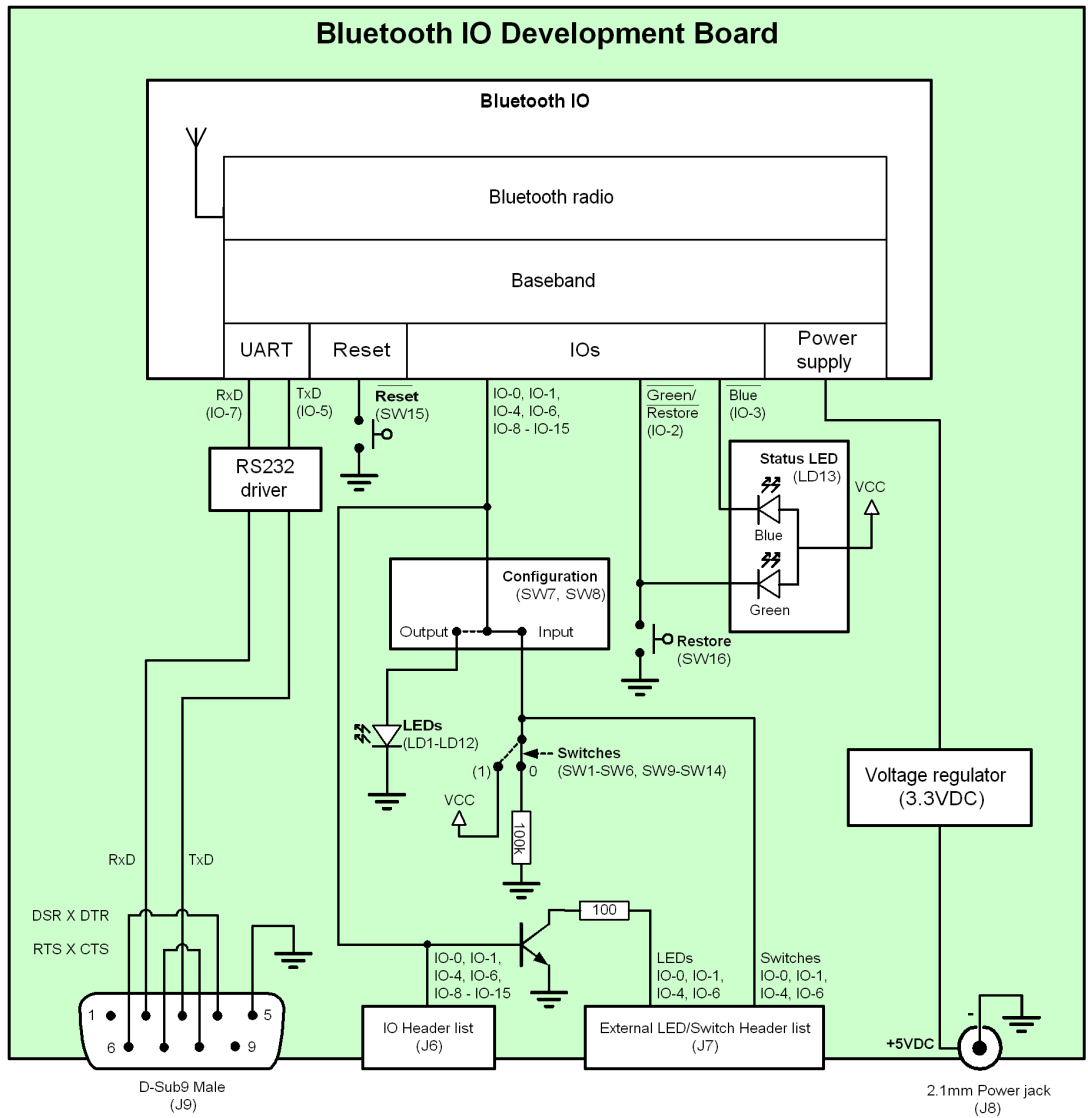 Bluetooth IO Development Board
Bluetooth IO
Bluetooth radio
Baseband
UART
Reset
IOs
Power
supply
RxD
(IO-7)
TxD
(IO-5)
Reset
(SW15)
IO-0, IO-1,
IO-4, IO-6,
IO-8 - IO-15
Green/
Restore
(IO-2)
Blue
(IO-3)
RS232
driver
Status LED
(LD13)
VCC
Blue
Green
Configuration
(SW7, SW8)
Output
Input
Restore
(SW16)
LEDs
(LD1-LD12)
Switches
(SW1-SW6, SW9-SW14)
(1)
0
VCC
100k
Voltage regulator
(3.3VDC)
RxD
TxD
DSR X DTR
RTS X CTS
100
IO-0, IO-1,
IO-4, IO-6,
IO-8 - IO-15
LEDs
IO-0, IO-1,
IO-4, IO-6
Switches
IO-0, IO-1,
IO-4, IO-6
1
5
6
9
IO Header list
(J6)
External LED/Switch Header list
(J7)
-
+5VDC
D-Sub9 Male
(J9)
2.1mm Power jack
(J8)